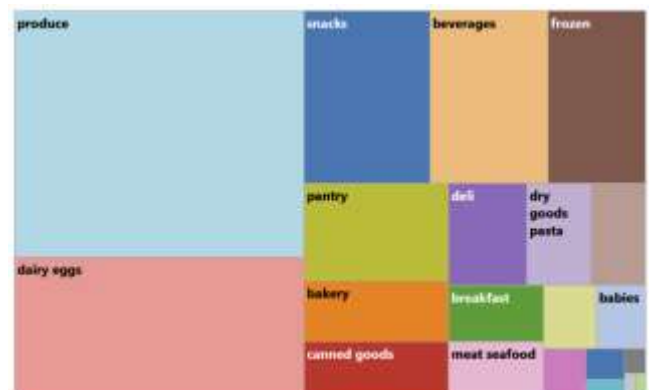 produce
snacks
beverages
frozen
pantry
deli
dry
goods
pasta
dairy eggs
bakery
breakfast
babies
canned goods
meat seafood